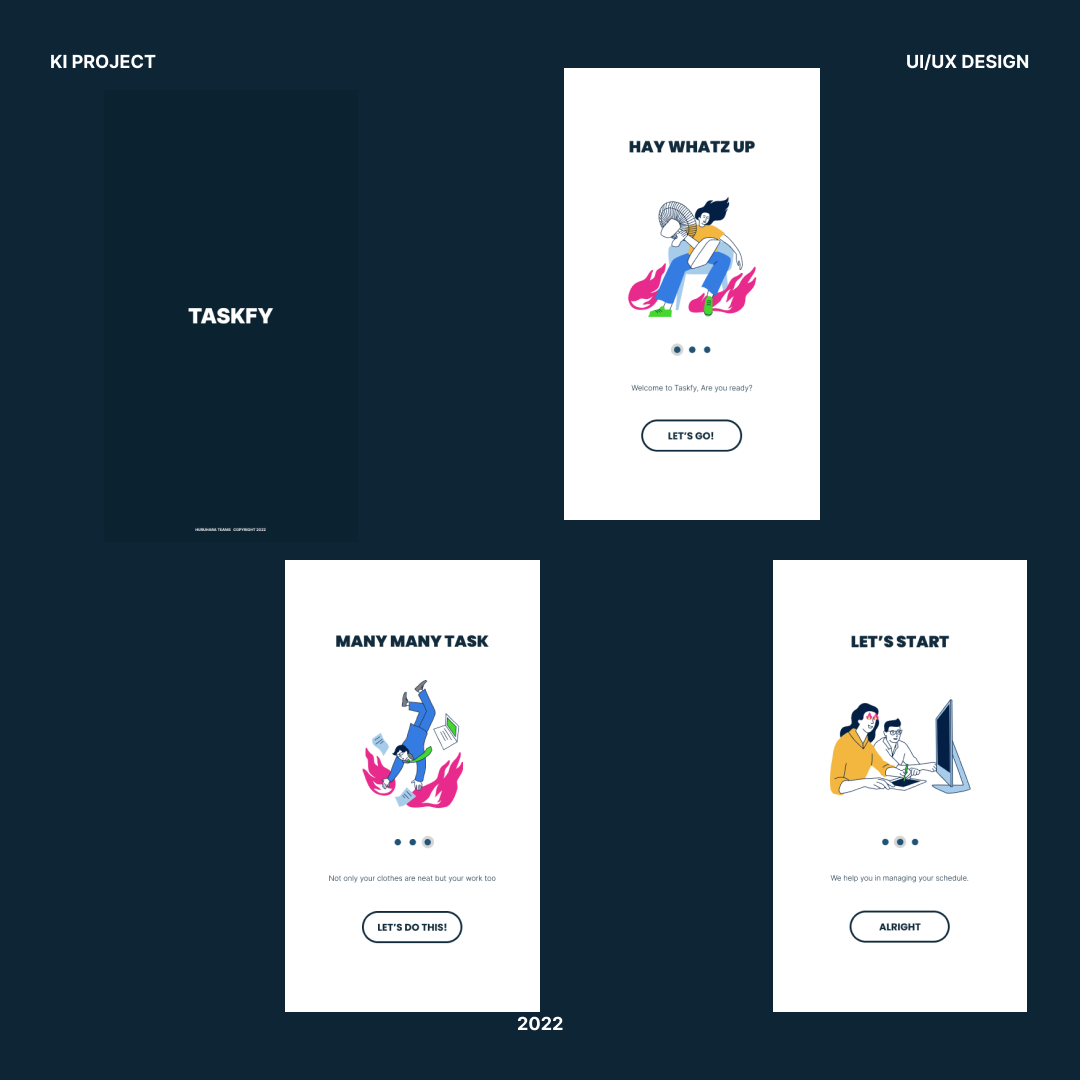 KI PROJECT
UI/UX DESIGN
TASKFY
HURUHARA TEAMS COPYRIGHT 2022
HAY WHATZ UP
Welcome to Taskfy, Are you ready?
LET'S GO!
MANY MANY TASK
Not only your clothes are neat but your work too
LET'S DO THIS!
LET'S START
We help you in managing your schedule.
ALRIGHT
2022